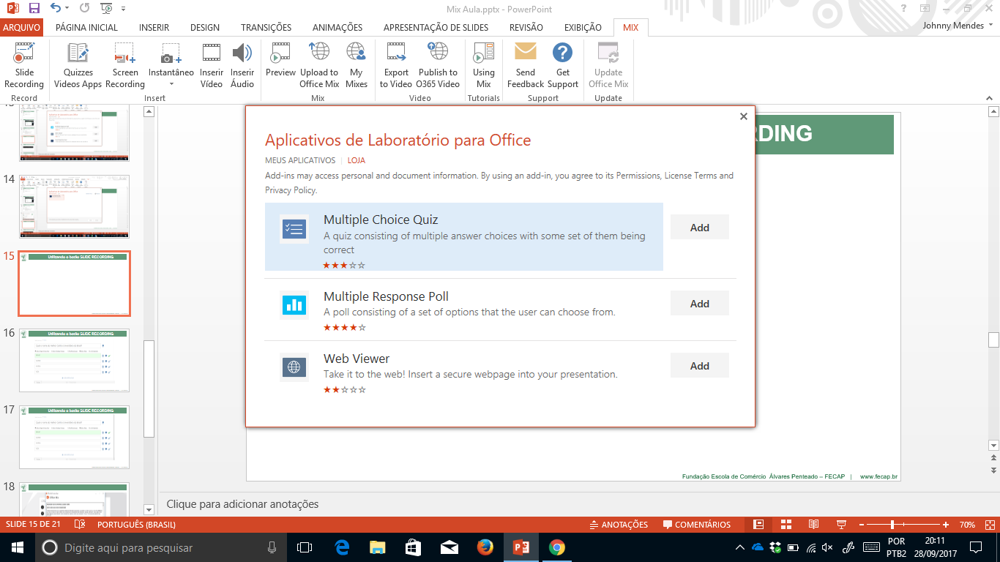 Mix Aula.pptx - PowerPoint
?
ARQUIVO PÁGINA INICIAL INSERIR DESIGN TRANSIÇÕES ANIMAÇÕES APRESENTAÇÃO DE SLIDES REVISÃO EXIBIÇÃO MIX
Johnny Mendes
Slide Recording
Quizzes Videos Apps
Screen Recording
Instantâneo
Inserir Vídeo
Inserir Áudio
Preview
Upload to Office Mix
My Mixes
Export to Video
Publish to O365 Video
Using Mix
Send Feedback
Get Support
Update Office Mix
Record Insert Mix Video Tutorials Support Update
RDING
Aplicativos de Laboratório para Office
MEUS APLICATIVOS | LOJA
Add-ins may access personal and document information. By using an add-in, you agree to its Permissions, License Terms and
Privacy Policy.
Multiple Choice Quiz
A quiz consisting of multiple answer choices with some set of them being
correct
Add
Multiple Response Poll
A poll consisting of a set of options that the user can choose from.
Add
Web Viewer
Take it to the web! Insert a secure webpage into your presentation.
Add
14
15
Utilizando o botão SLIDE RECORDING
16
Utilizando o botão SLIDE RECORDING
17
Utilizando o botão SLIDE RECORDING
18
Fundação Escola de Comércio Álvares Penteado – FECAP | www.fecap.br
Clique para adicionar anotações
SLIDE 15 DE 21 PORTUGUÊS (BRASIL) ANOTAÇÕES COMENTÁRIOS 70%
Digite aqui para pesquisar
POR
PTB2
20:11
28/09/2017